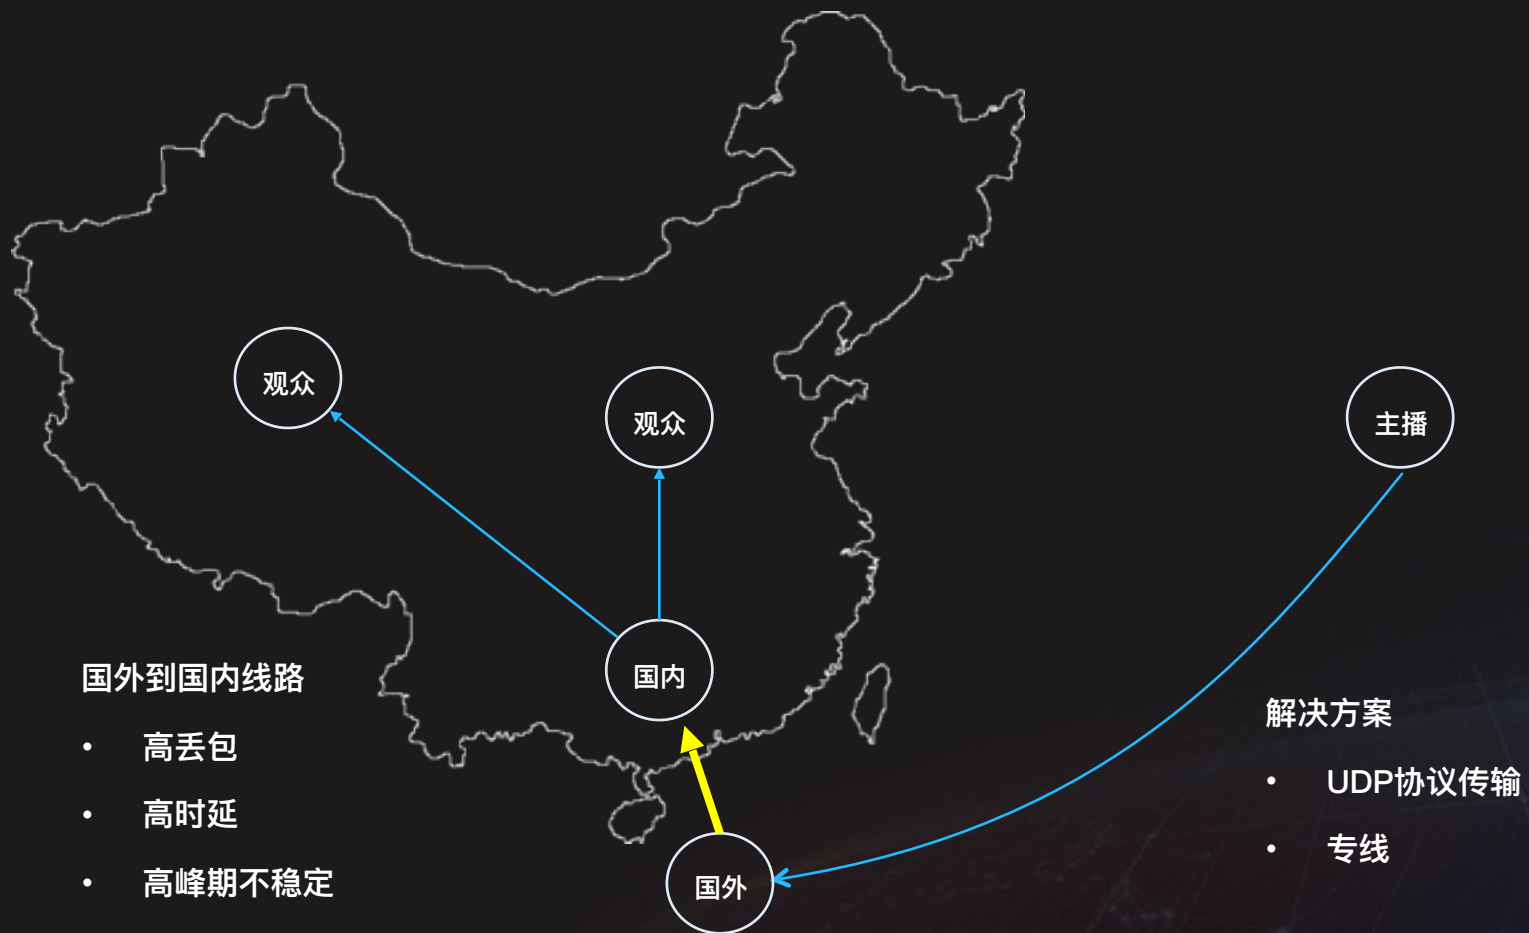 观众
观众
主播
国内
国外
国外到国内线路
• 高丢包
• 高时延
• 高峰期不稳定
解决方案
• UDP协议传输
• 专线